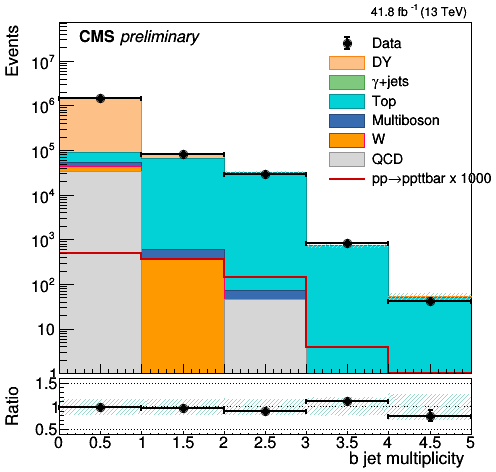 41.8 fb⁻¹ (13 TeV)
CMS preliminary
Events
Data
DY
γ+jets
Top
Multiboson
W
QCD
pp→ppttbar x 1000
10⁷
10⁶
10⁵
10⁴
10³
10²
10
1
Ratio
1.5
1
0.5
0 0.5 1 1.5 2 2.5 3 3.5 4 4.5 5
b jet multiplicity